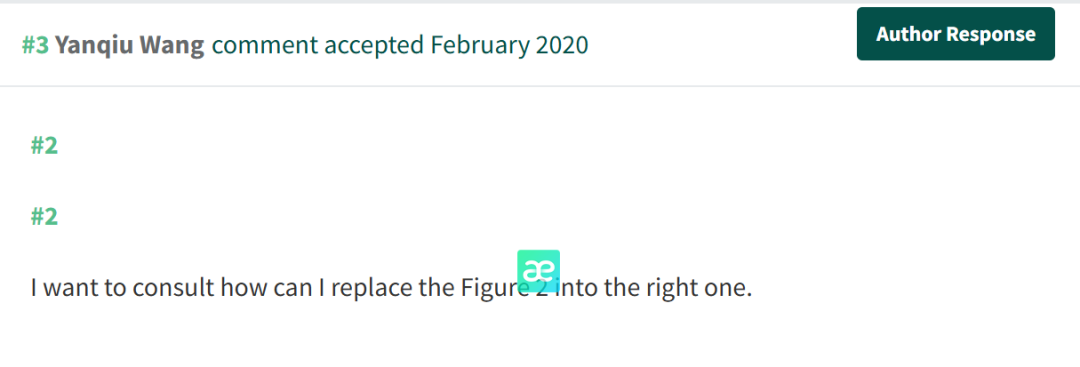 #3 Yanqiu Wang comment accepted February 2020
Author Response
#2
#2
æ
I want to consult how can I replace the Figure 2 into the right one.